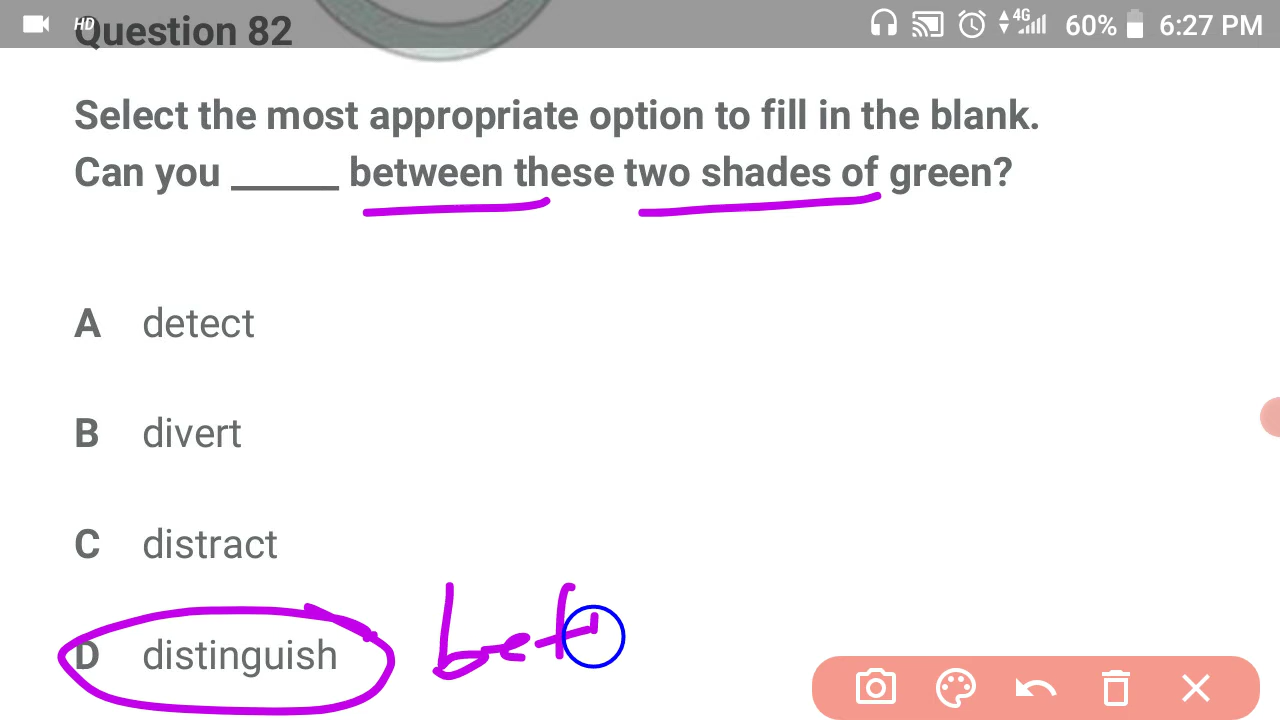 HD
4G 60% 6:27 PM
Question 82
Select the most appropriate option to fill in the blank.
Can you ______ between these two shades of green?
A detect
B divert
C distract
D distinguish